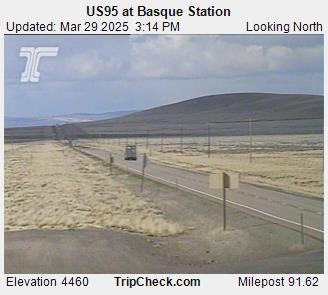 US95 at Basque Station
Updated: Mar 29 2025 3:14 PM Looking North
Elevation 4460 TripCheck.com Milepost 91.62